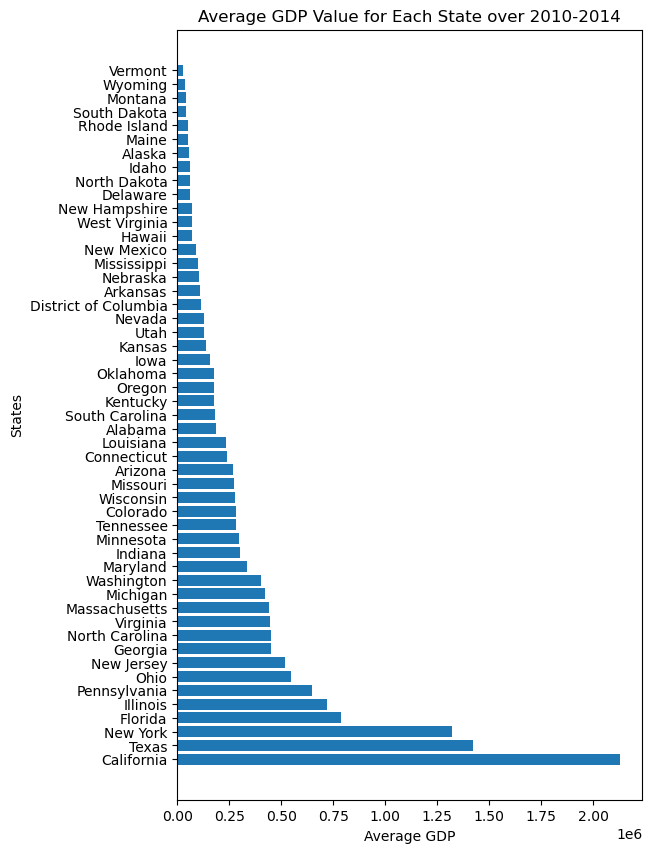 Average GDP Value for Each State over 2010-2014
Vermont
Wyoming
Montana
South Dakota
Rhode Island
Maine
Alaska
Idaho
North Dakota
Delaware
New Hampshire
West Virginia
Hawaii
New Mexico
Mississippi
Nebraska
Arkansas
District of Columbia
Nevada
Utah
Kansas
Iowa
Oklahoma
Oregon
Kentucky
South Carolina
Alabama
Louisiana
Connecticut
Arizona
Missouri
Wisconsin
Colorado
Tennessee
Minnesota
Indiana
Maryland
Washington
Michigan
Massachusetts
Virginia
North Carolina
Georgia
New Jersey
Ohio
Pennsylvania
Illinois
Florida
New York
Texas
California
States
0.00 0.25 0.50 0.75 1.00 1.25 1.50 1.75 2.00
1e6
Average GDP